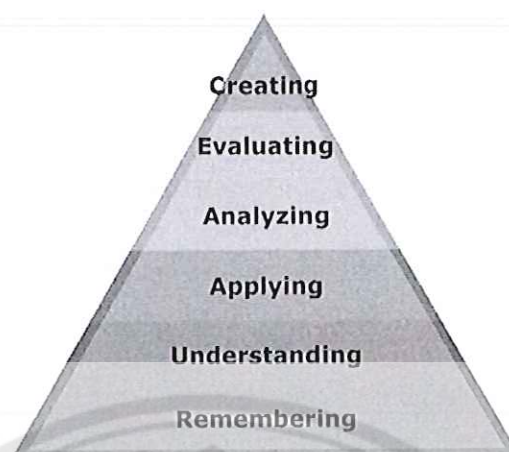 Creating
Evaluating
Analyzing
Applying
Understanding
Remembering